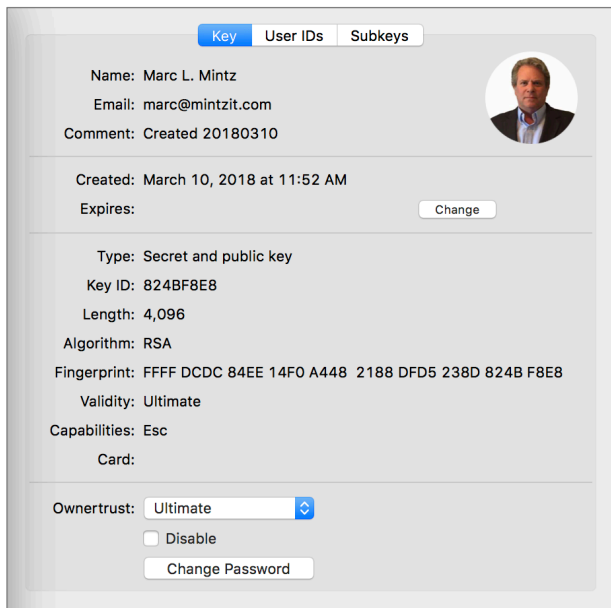 Key User IDs Subkeys
Name: Marc L. Mintz
Email: marc@mintzit.com
Comment: Created 20180310
Created: March 10, 2018 at 11:52 AM
Expires: Change
Type: Secret and public key
Key ID: 824BF8E8
Length: 4,096
Algorithm: RSA
Fingerprint: FFFF DCDC 84EE 14F0 A448  2188 DFD5 238D 824B F8E8
Validity: Ultimate
Capabilities: Esc
Card:
Ownertrust: Ultimate
Disable
Change Password